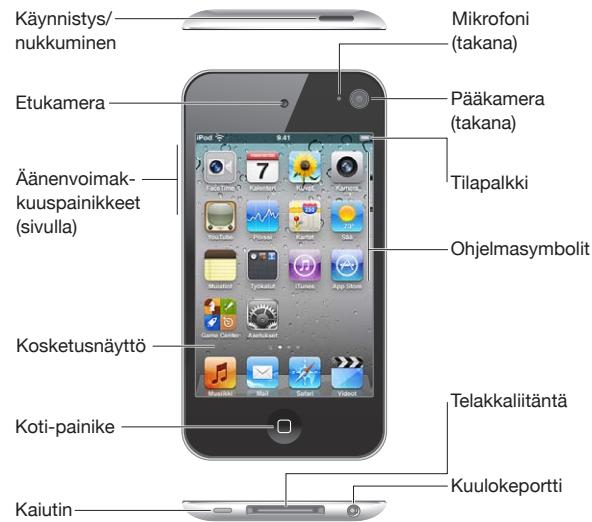 Käynnistys/
nukkuminen
Mikrofoni
(takana)
Etukamera
Pääkamera
(takana)
iPod 9.41
Äänenvoimak-
kuuspainikkeet
(sivulla)
Tilapalkki
FaceTime Kalenteri Kuvat Kamera
7
YouTube Pörssi Kartat Sää
280
73°
Ohjelmasymbolit
Muistiot Työkalut iTunes App Store
Game Center Asetukset
Kosketusnäyttö
Musiikki Mail Safari Videot
Telakkaliitäntä
Koti-painike
Kuulokeportti
Kaiutin